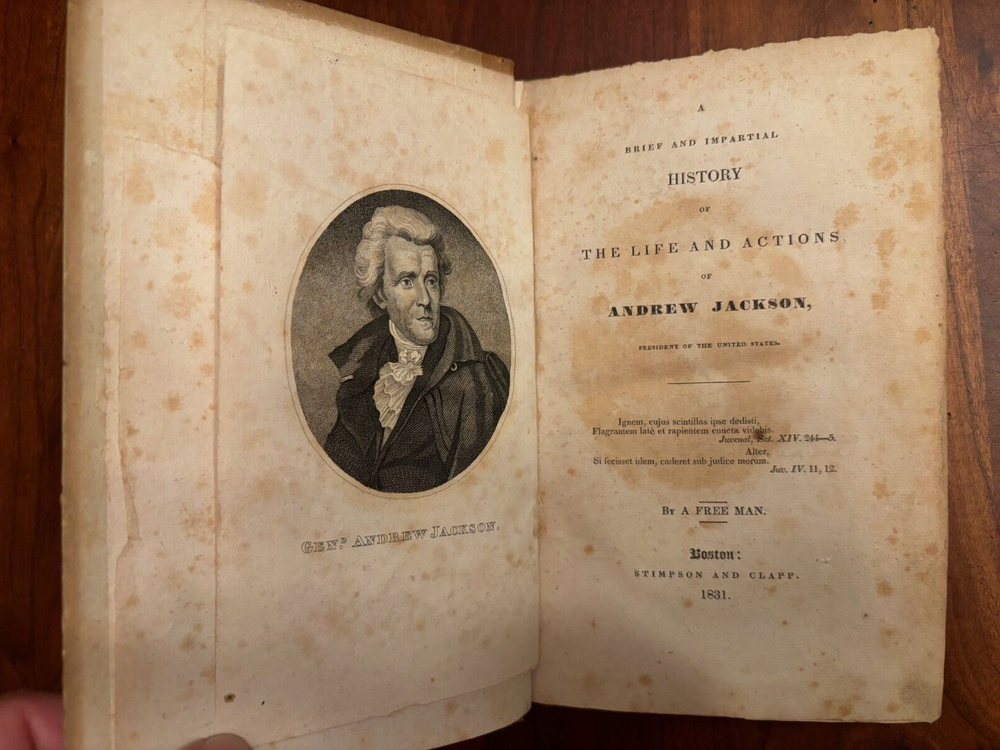 GENᴸ ANDREW JACKSON.
A
BRIEF AND IMPARTIAL
HISTORY
OF
THE LIFE AND ACTIONS
OF
ANDREW JACKSON,
PRESIDENT OF THE UNITED STATES.
Ignem, cujus scintillas ipse dedisti,
Flagrantem latè et rapientem cuncta videbis.
Juvenal, Sat. XIV. 244—5.
Alter,
Si fecisset idem, caderet sub judice morum.
Juv. IV. 11, 12.
By A FREE MAN.
Boston:
STIMPSON AND CLAPP.
1831.